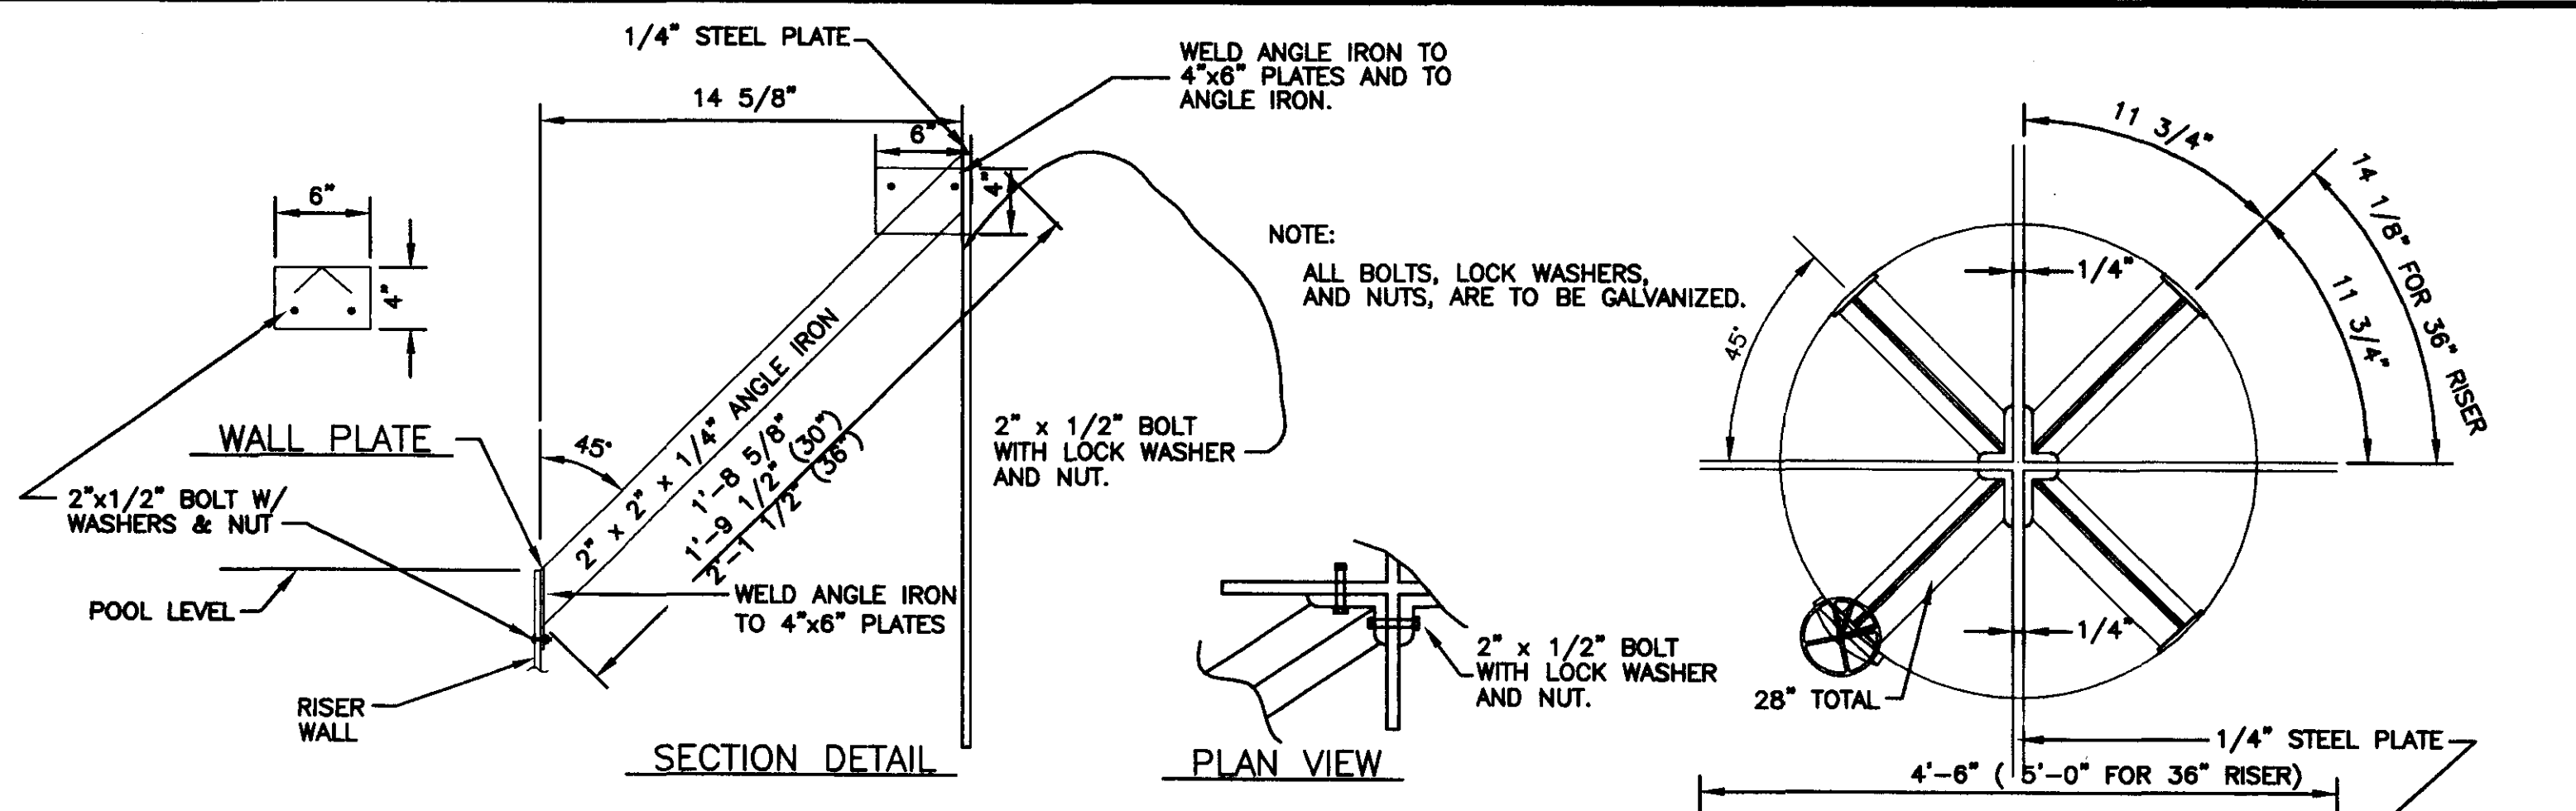 1/4" STEEL PLATE
WELD ANGLE IRON TO
4"x6" PLATES AND TO
ANGLE IRON.
14 5/8"
6"
4"
6"
4"
NOTE:
ALL BOLTS, LOCK WASHERS,
AND NUTS, ARE TO BE GALVANIZED.
WALL PLATE
45°
2" x 2" x 1/4" ANGLE IRON
1'-8 5/8"
1'-9 1/2" (30")
2'-1 1/2" (36")
2" x 1/2" BOLT
WITH LOCK WASHER
AND NUT.
2"x1/2" BOLT W/
WASHERS & NUT
POOL LEVEL
WELD ANGLE IRON
TO 4"x6" PLATES
RISER
WALL
SECTION DETAIL
2" x 1/2" BOLT
WITH LOCK WASHER
AND NUT.
PLAN VIEW
11 3/4"
14 1/8" FOR 36" RISER
11 3/4"
1/4"
45°
1/4"
28" TOTAL
1/4" STEEL PLATE
4'-6" ( 5'-0" FOR 36" RISER)